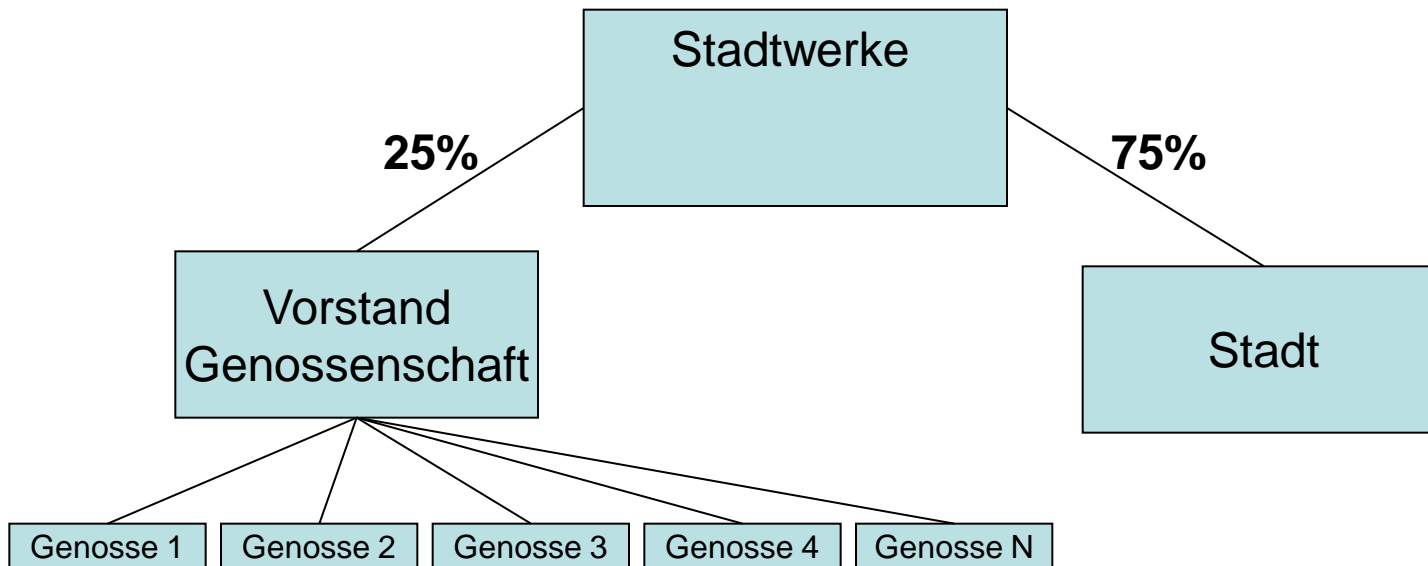 Stadtwerke
25%
75%
Vorstand
Genossenschaft
Stadt
Genosse 1
Genosse 2
Genosse 3
Genosse 4
Genosse N